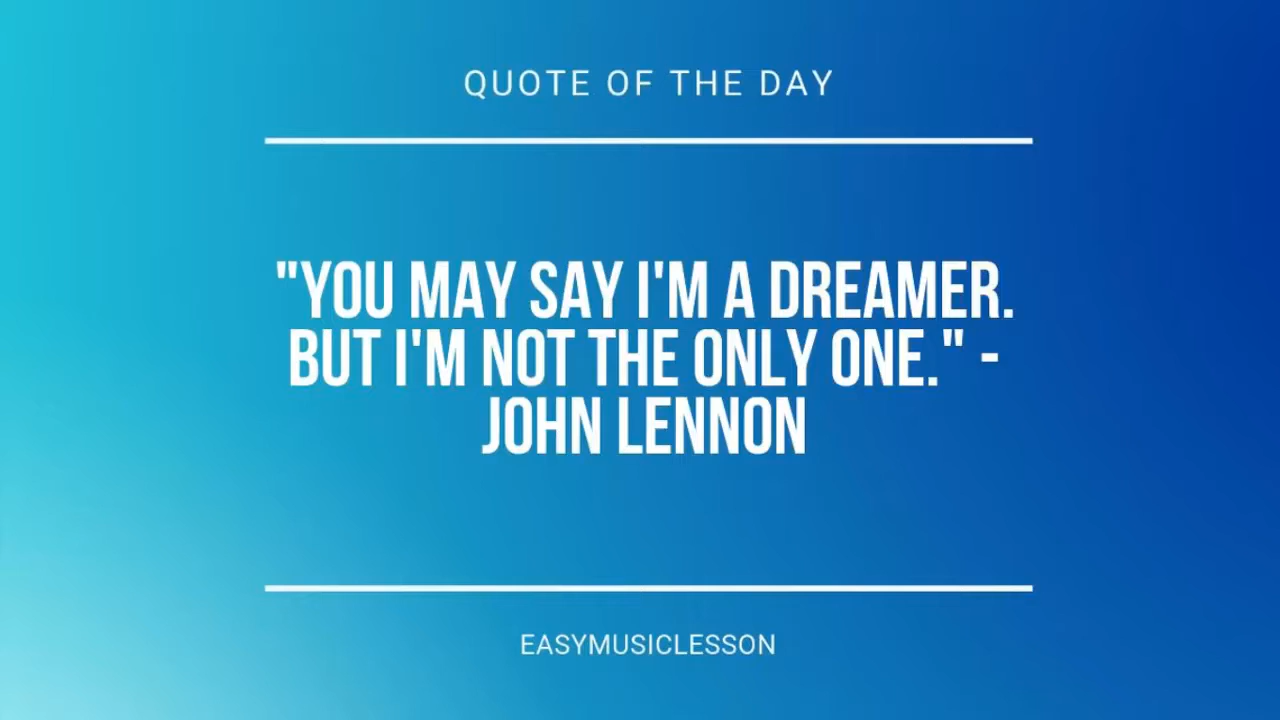 QUOTE OF THE DAY
"YOU MAY SAY I'M A DREAMER.
BUT I'M NOT THE ONLY ONE." -
JOHN LENNON
EASYMUSICLESSON